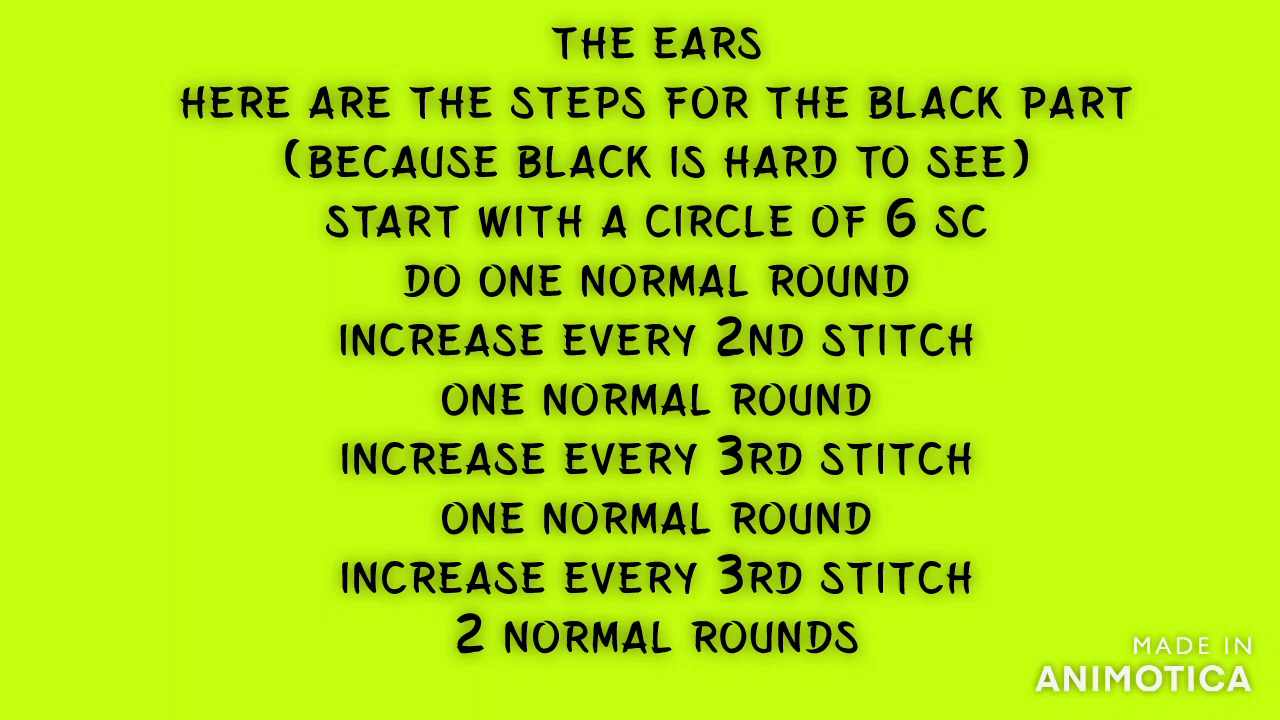 THE EARS
HERE ARE THE STEPS FOR THE BLACK PART
(BECAUSE BLACK IS HARD TO SEE)
START WITH A CIRCLE OF 6 SC
DO ONE NORMAL ROUND
INCREASE EVERY 2ND STITCH
ONE NORMAL ROUND
INCREASE EVERY 3RD STITCH
ONE NORMAL ROUND
INCREASE EVERY 3RD STITCH
2 NORMAL ROUNDS
MADE IN
ANIMOTICA